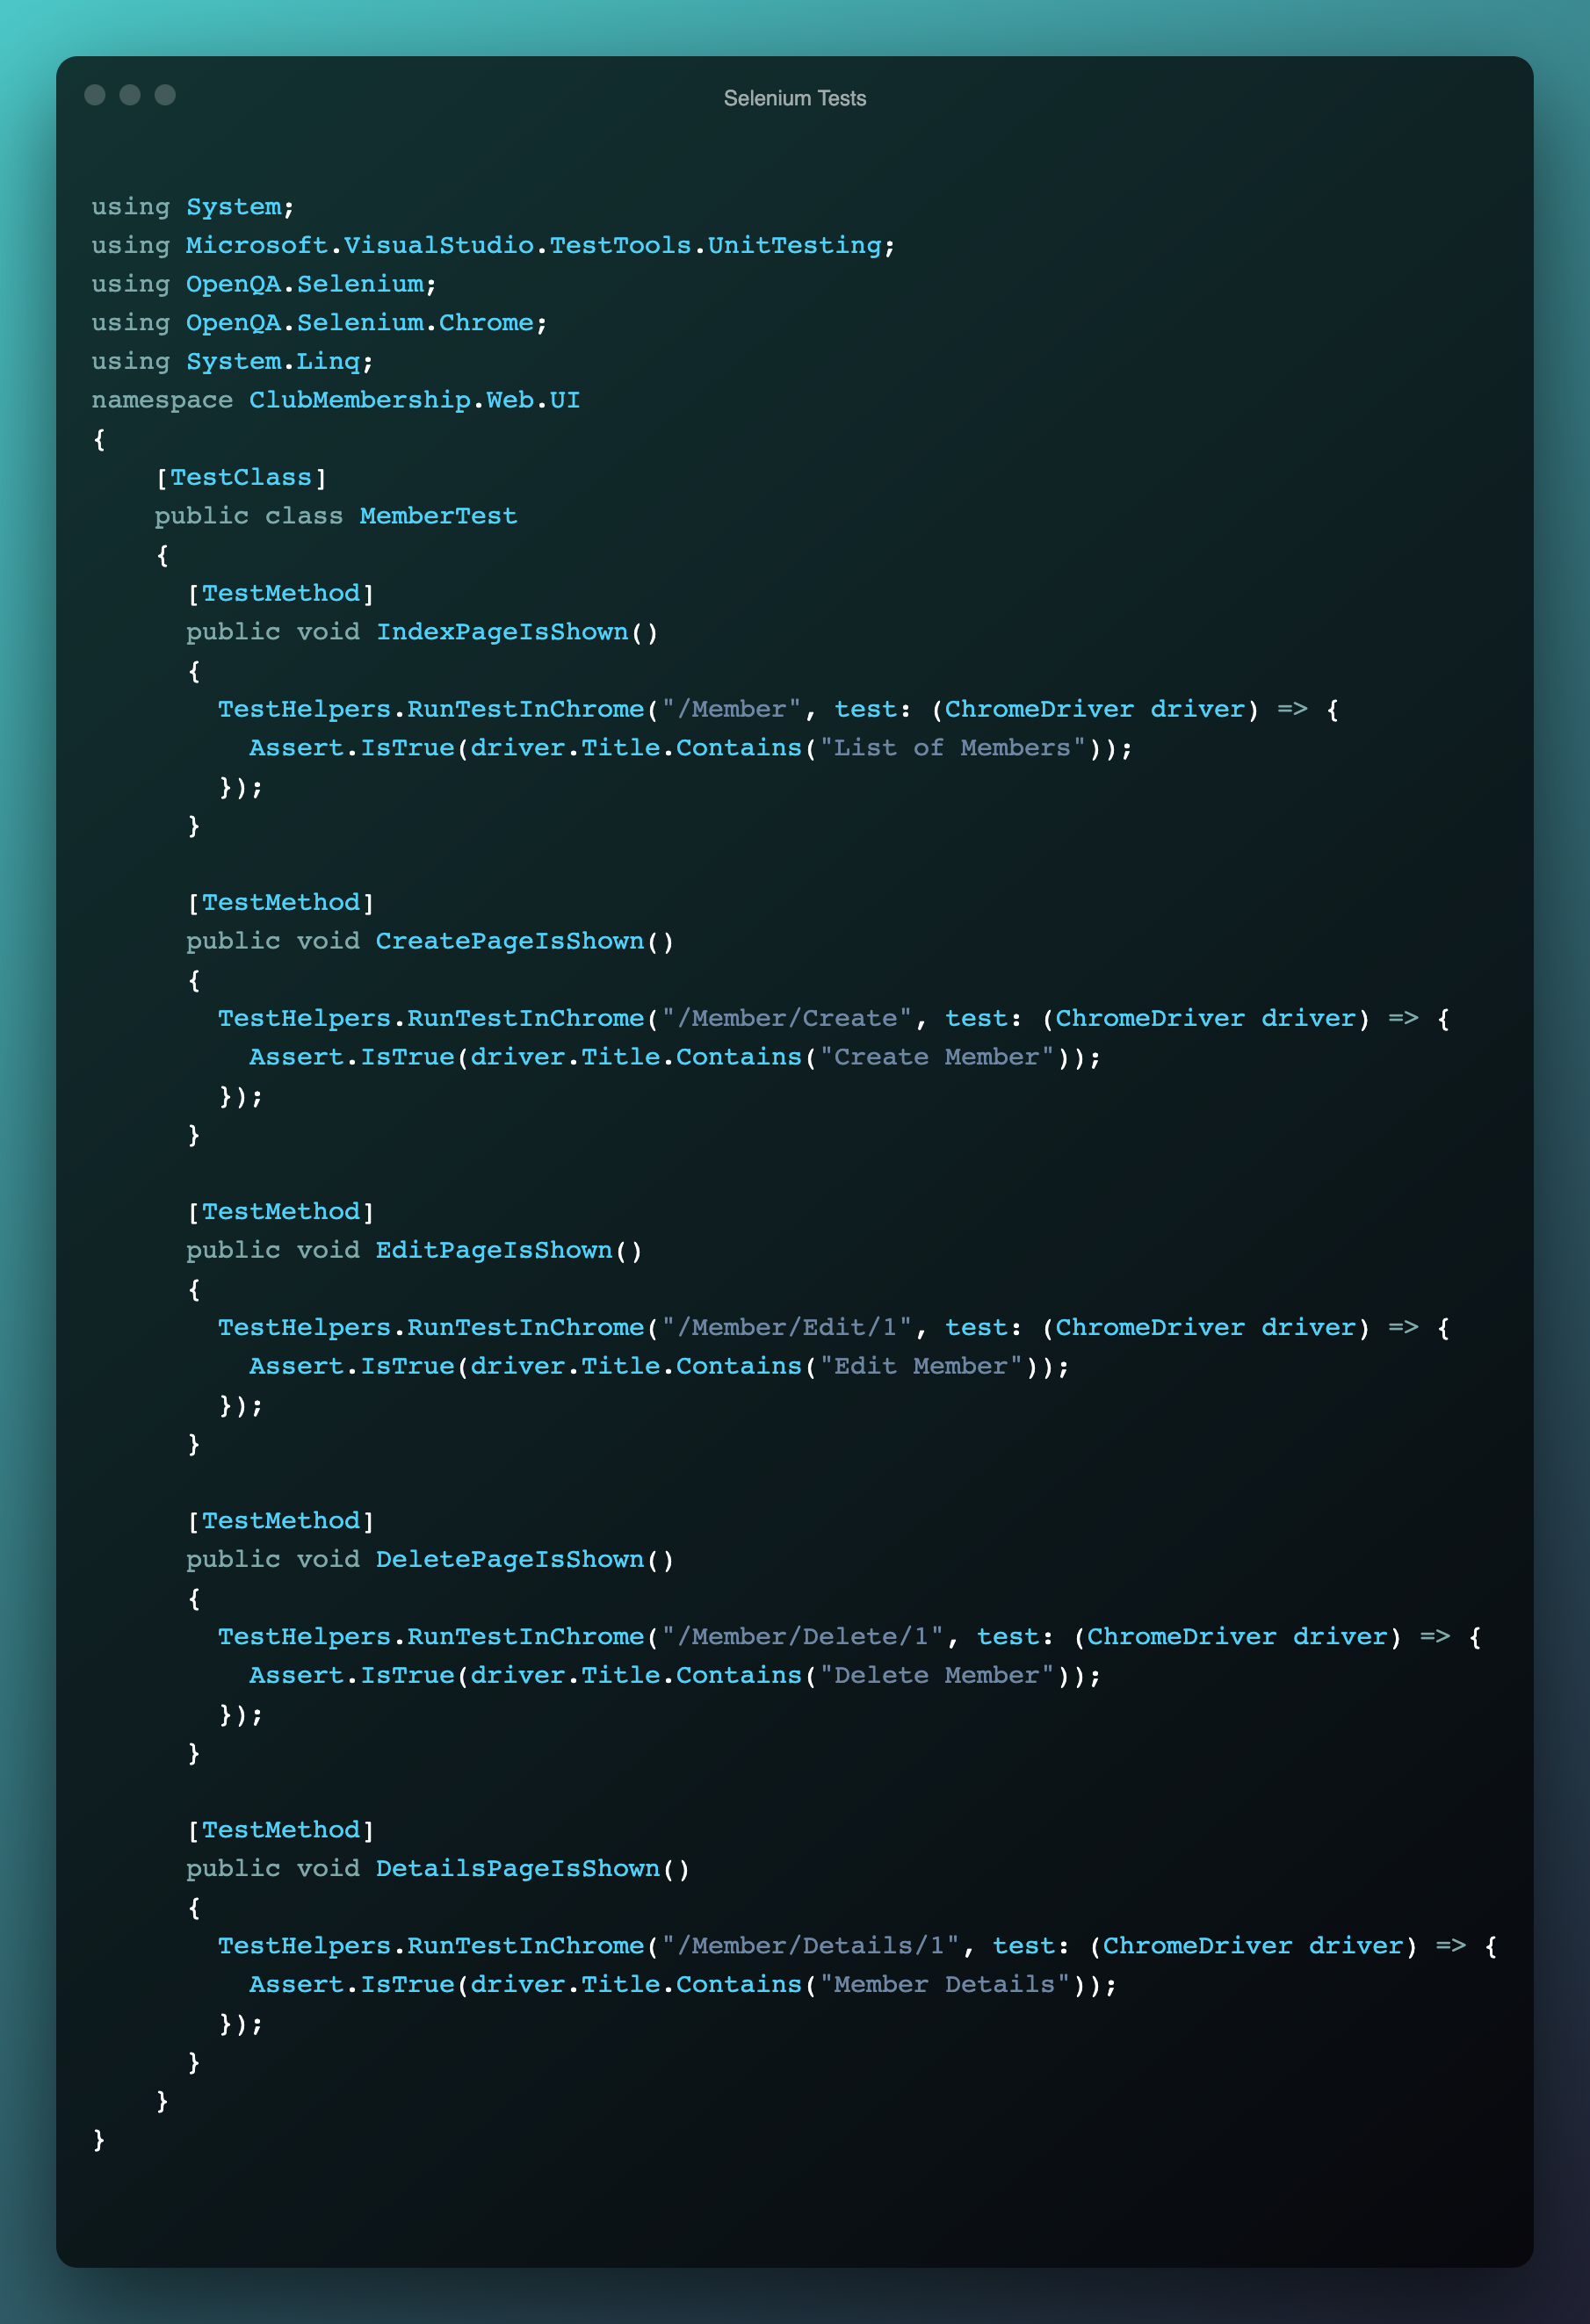 Selenium Tests
using System;
using Microsoft.VisualStudio.TestTools.UnitTesting;
using OpenQA.Selenium;
using OpenQA.Selenium.Chrome;
using System.Linq;
namespace ClubMembership.Web.UI
{
    [TestClass]
    public class MemberTest
    {
      [TestMethod]
      public void IndexPageIsShown()
      {
        TestHelpers.RunTestInChrome("/Member", test: (ChromeDriver driver) => {
          Assert.IsTrue(driver.Title.Contains("List of Members"));
        });
      }

      [TestMethod]
      public void CreatePageIsShown()
      {
        TestHelpers.RunTestInChrome("/Member/Create", test: (ChromeDriver driver) => {
          Assert.IsTrue(driver.Title.Contains("Create Member"));
        });
      }

      [TestMethod]
      public void EditPageIsShown()
      {
        TestHelpers.RunTestInChrome("/Member/Edit/1", test: (ChromeDriver driver) => {
          Assert.IsTrue(driver.Title.Contains("Edit Member"));
        });
      }

      [TestMethod]
      public void DeletePageIsShown()
      {
        TestHelpers.RunTestInChrome("/Member/Delete/1", test: (ChromeDriver driver) => {
          Assert.IsTrue(driver.Title.Contains("Delete Member"));
        });
      }

      [TestMethod]
      public void DetailsPageIsShown()
      {
        TestHelpers.RunTestInChrome("/Member/Details/1", test: (ChromeDriver driver) => {
          Assert.IsTrue(driver.Title.Contains("Member Details"));
        });
      }
    }
}